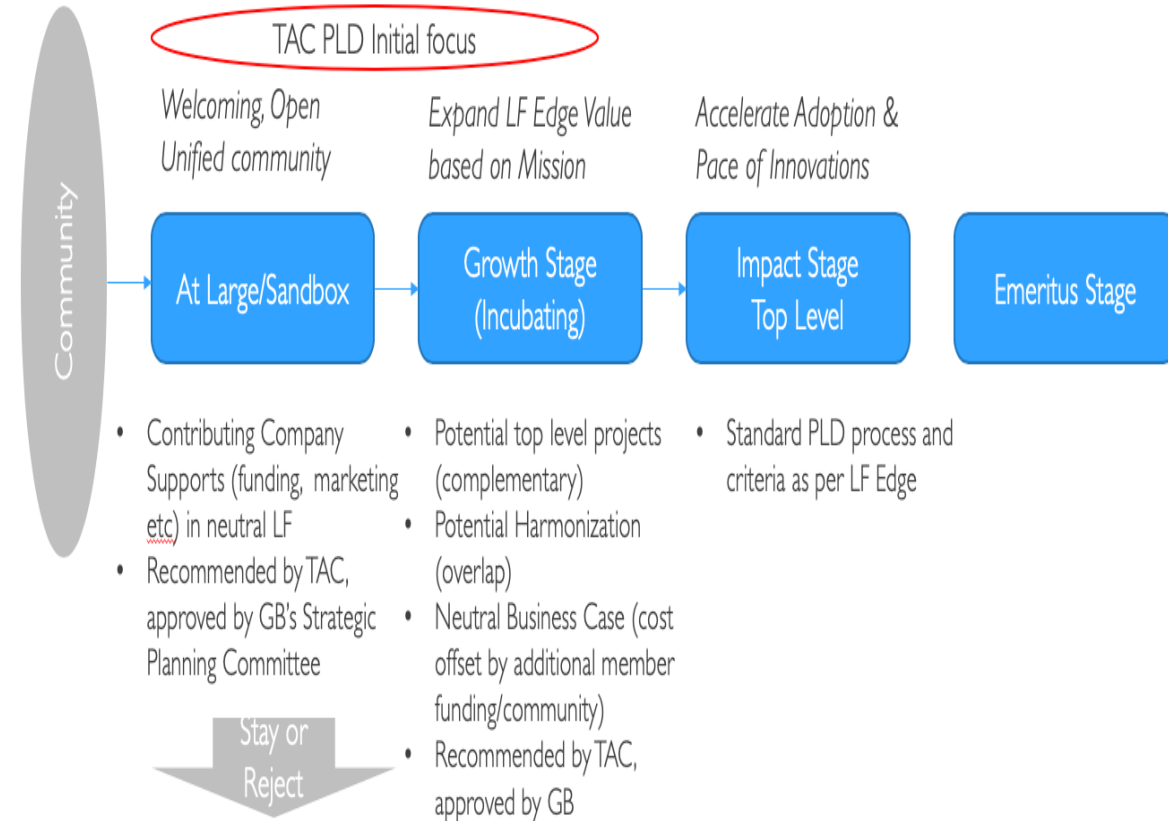 TAC PLD Initial focus
Community
Welcoming, Open
Unified community
Expand LF Edge Value
based on Mission
Accelerate Adoption &
Pace of Innovations
At Large/Sandbox
Growth Stage
(Incubating)
Impact Stage
Top Level
Emeritus Stage
• Contributing Company
Supports (funding, marketing
etc) in neutral LF
• Recommended by TAC,
approved by GB's Strategic
Planning Committee
Stay or
Reject
• Potential top level projects
(complementary)
• Potential Harmonization
(overlap)
• Neutral Business Case (cost
offset by additional member
funding/community)
• Recommended by TAC,
approved by GB
• Standard PLD process and
criteria as per LF Edge